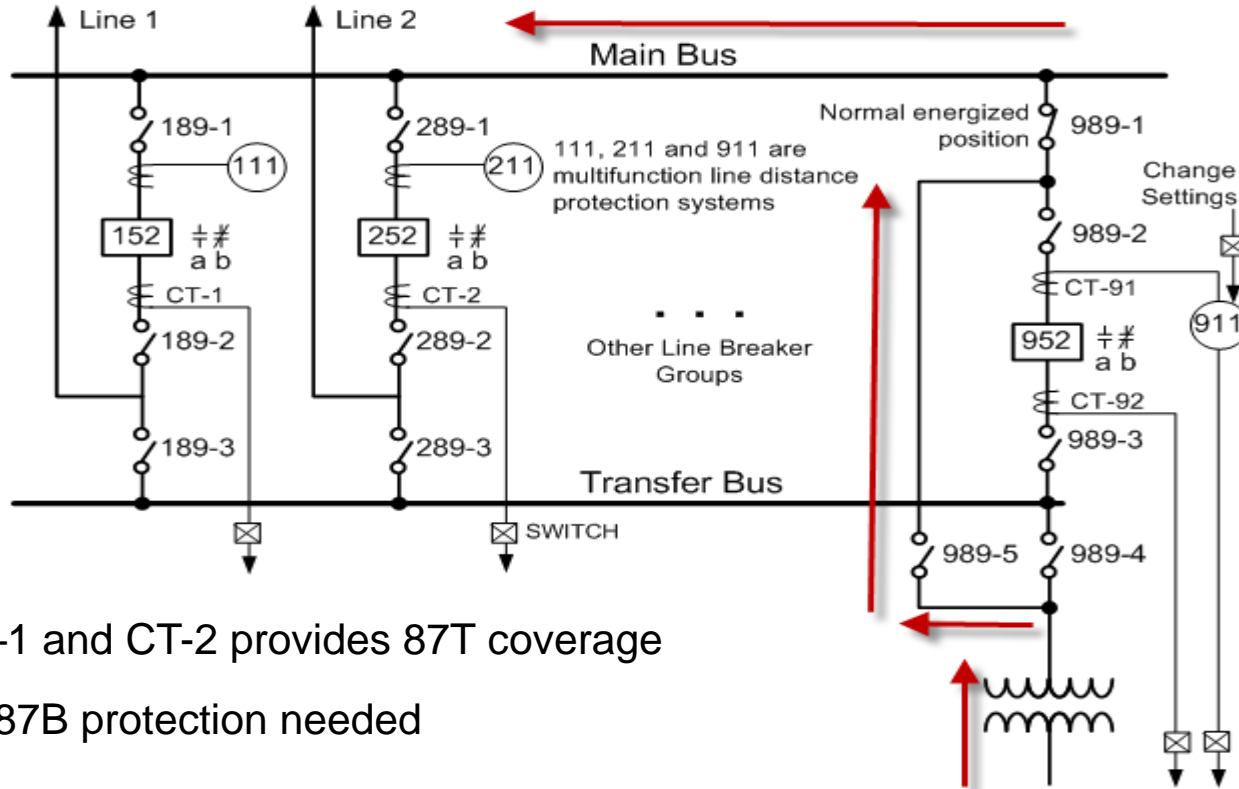 Line 1
Line 2
Main Bus
189-1
289-1
Normal energized
position
989-1
111
211
111, 211 and 911 are
multifunction line distance
protection systems
Change
Settings
152
a b
252
a b
989-2
CT-1
CT-2
CT-91
911
952
a b
189-2
289-2
. . .
Other Line Breaker
Groups
CT-92
189-3
289-3
989-3
Transfer Bus
SWITCH
989-5
989-4
-1 and CT-2 provides 87T coverage
87B protection needed